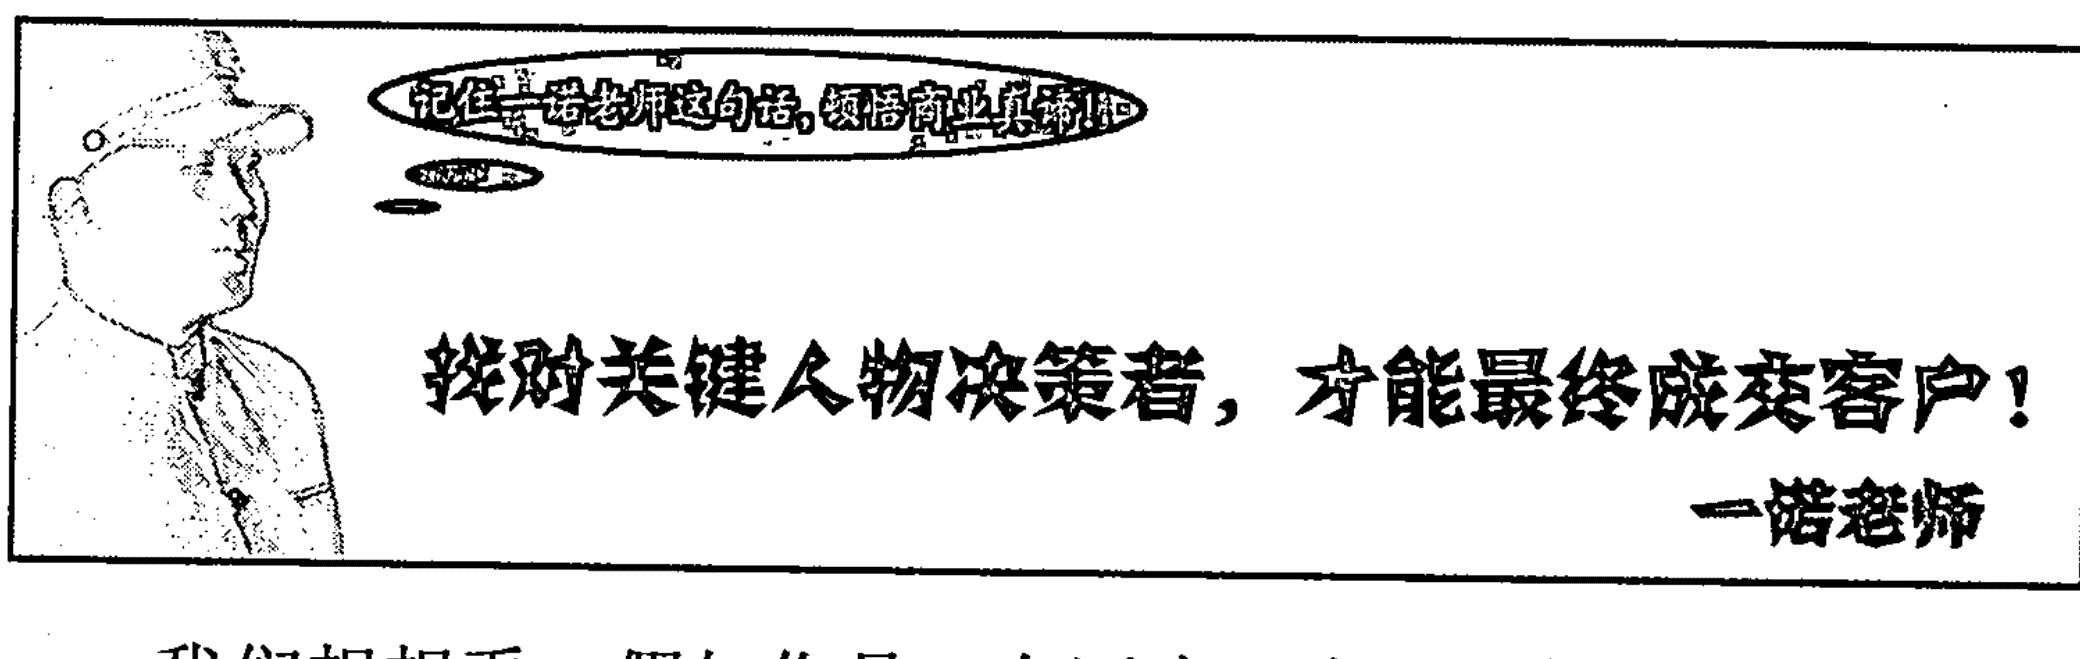 记住一诺老师这句话,领悟商业真谛!
找对关键人物决策者，才能最终成交客户！
一诺老师